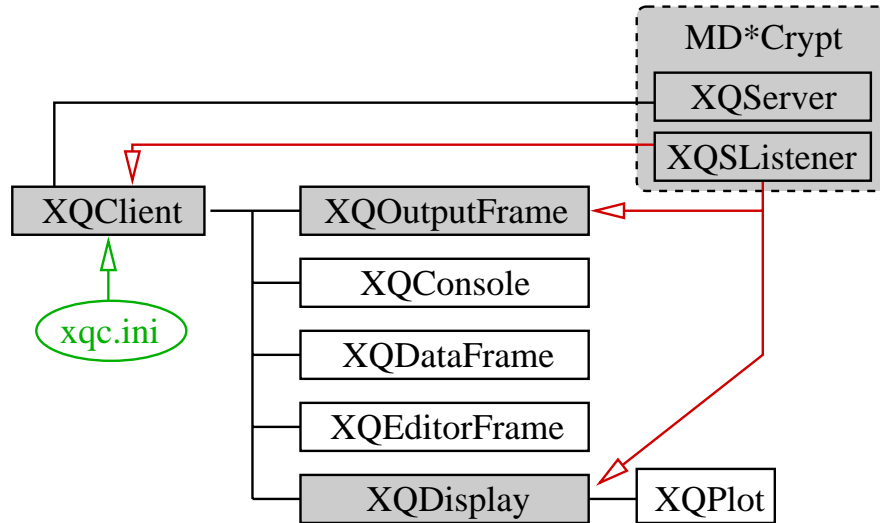 MD*Crypt
XQServer
XQSListener
XQClient
XQOutputFrame
XQConsole
xqc.ini
XQDataFrame
XQEditorFrame
XQDisplay
XQPlot